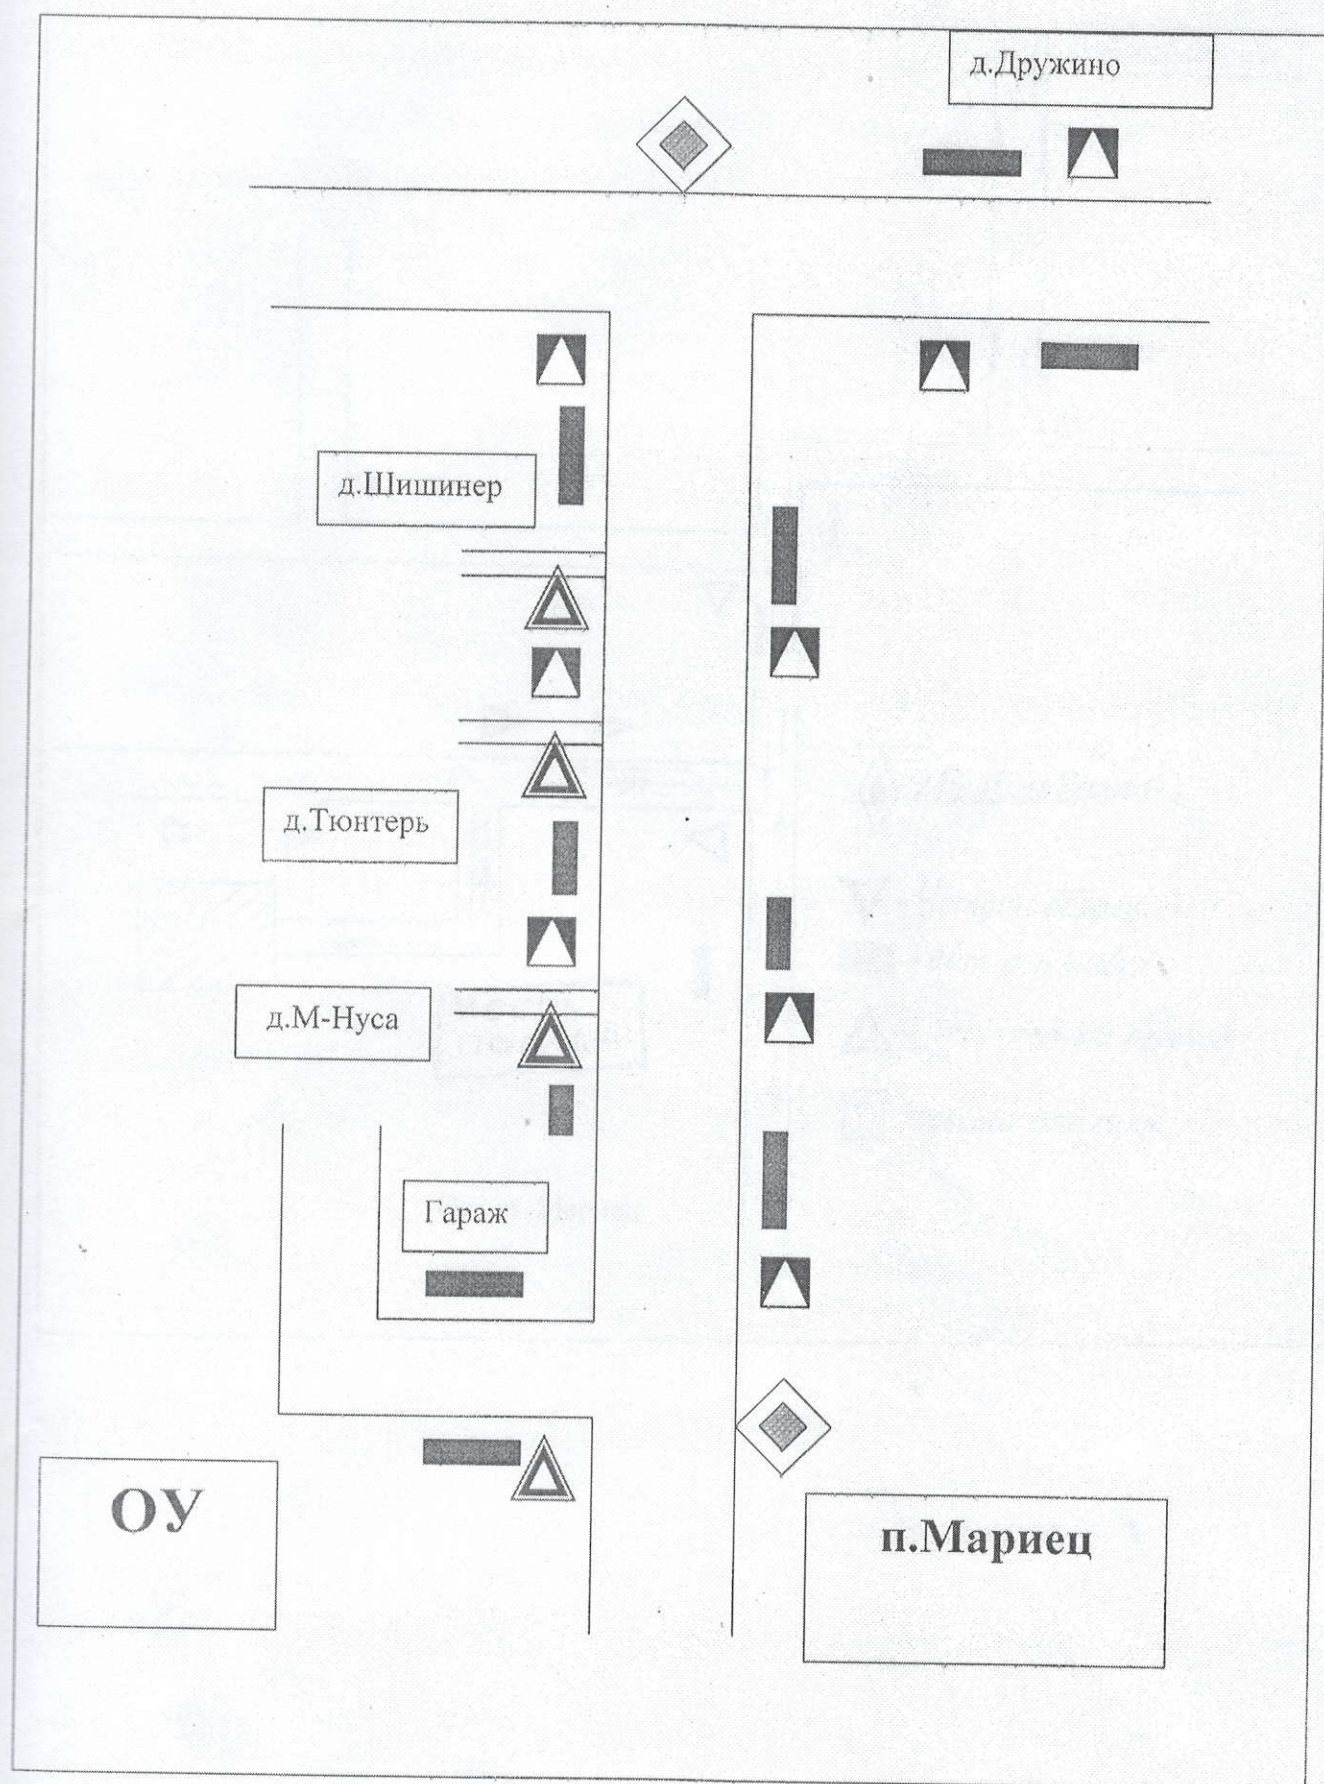 д.Дружино
д.Шишинер
д.Тюнтерь
д.М-Нуса
Гараж
ОУ
п.Мариец